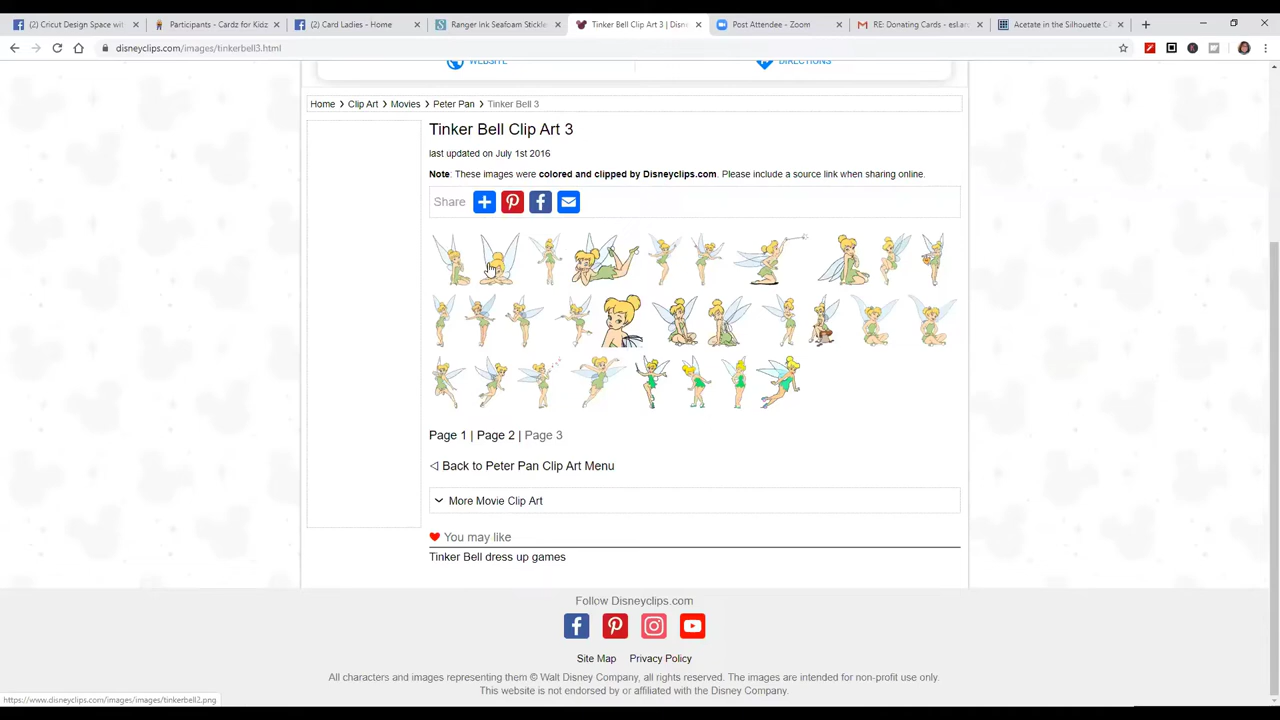 (2) Cricut Design Space wit
Participants - Cardz for Kidz
(2) Card Ladies - Home
Ranger Ink Seafoam Stickle
Tinker Bell Clip Art 3 | Disn
Post Attendee - Zoom
RE: Donating Cards - esl.arc
Acetate in the Silhouette C
disneyclips.com/images/tinkerbell3.html
WEBSITE
DIRECTIONS
Home > Clip Art > Movies > Peter Pan > Tinker Bell 3
Tinker Bell Clip Art 3
last updated on July 1st 2016
Note: These images were colored and clipped by Disneyclips.com. Please include a source link when sharing online.
Share
Page 1 | Page 2 | Page 3
Back to Peter Pan Clip Art Menu
More Movie Clip Art
You may like
Tinker Bell dress up games
Follow Disneyclips.com
Site Map Privacy Policy
All characters and images representing them © Walt Disney Company, all rights reserved. The images are intended for non-profit use only.
This website is not endorsed by or affiliated with the Disney Company.
https://www.disneyclips.com/images/images/tinkerbell2.png